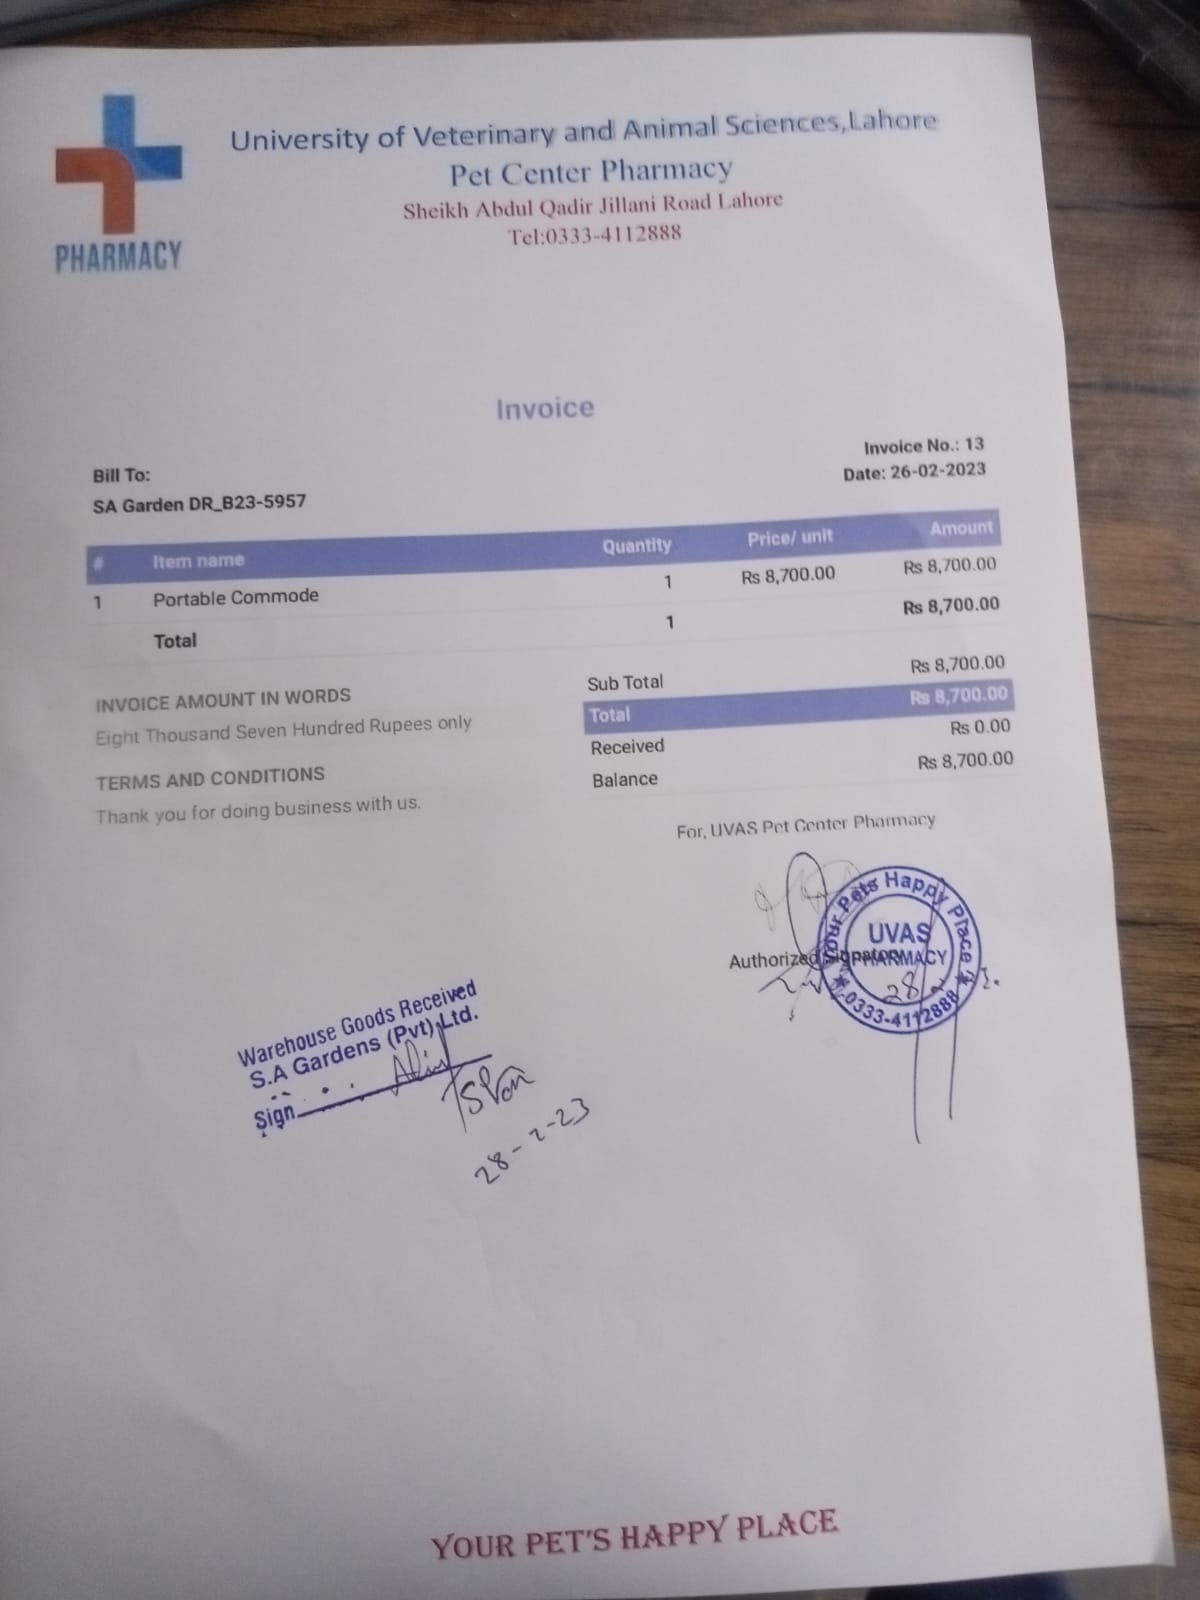 University of Veterinary and Animal Sciences,Lahore
Pet Center Pharmacy
Sheikh Abdul Qadir Jillani Road Lahore
Tel:0333-4112888
PHARMACY
Invoice
Invoice No.: 13
Date: 26-02-2023
Bill To:
SA Garden DR_B23-5957
# Item name Quantity Price/ unit Amount
1 Portable Commode 1 Rs 8,700.00 Rs 8,700.00
Total 1 Rs 8,700.00
INVOICE AMOUNT IN WORDS
Eight Thousand Seven Hundred Rupees only
TERMS AND CONDITIONS
Thank you for doing business with us.
Sub Total Rs 8,700.00
Total Rs 8,700.00
Received Rs 0.00
Balance Rs 8,700.00
For, UVAS Pet Center Pharmacy
Authorized Signatory
Your Pets Happy Place
UVAS
PHARMACY
0333-4112888
Warehouse Goods Received
S.A Gardens (Pvt) Ltd.
Sign
28-2-23
YOUR PET'S HAPPY PLACE